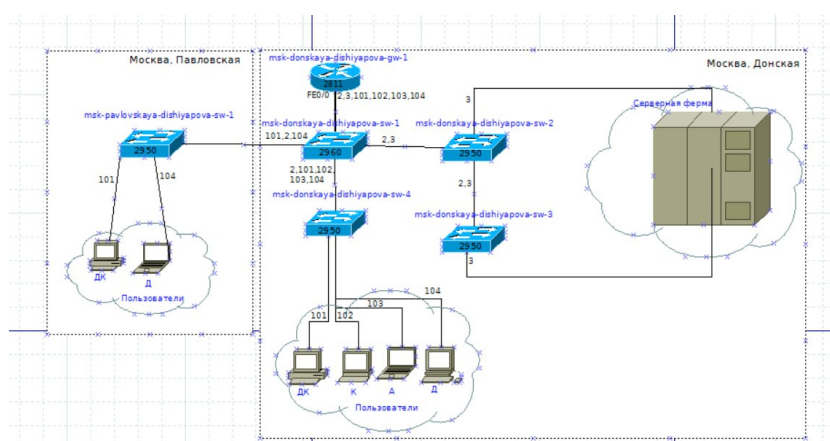 Москва, Павловская
msk-pavlovskaya-dishiyapova-sw-1
2950
101
104
ДК
Д
Пользователи
101,2,104
Москва, Донская
msk-donskaya-dishiyapova-gw-1
2811
FE0/0
2,3,101,102,103,104
msk-donskaya-dishiyapova-sw-1
2960
2,3
msk-donskaya-dishiyapova-sw-2
2950
3
Серверная ферма
2,101,102,
103,104
msk-donskaya-dishiyapova-sw-4
2950
2,3
msk-donskaya-dishiyapova-sw-3
2950
3
101
102
103
104
ДК
К
А
Д
Пользователи